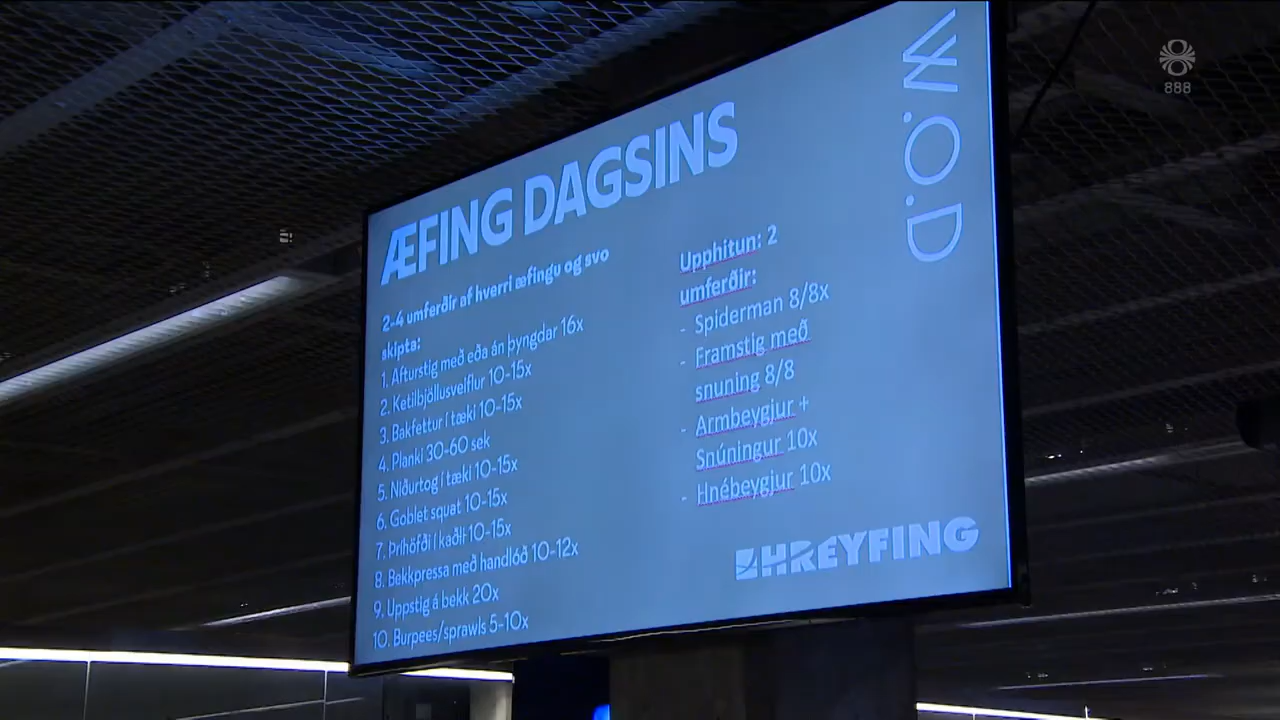 ÆFING DAGSINS
2-4 umferðir af hverri æfingu og svo
skipta:
1. Afturstig með eða án þyngdar 16x
2. Ketilbjöllusveiflur 10-15x
3. Bakfettur í tæki 10-15x
4. Planki 30-60 sek
5. Niðurtog í tæki 10-15x
6. Goblet squat 10-15x
7. Þríhöfði í kaðli 10-15x
8. Bekkpressa með handlóð 10-12x
9. Uppstig á bekk 20x
10. Burpees/sprawls 5-10x
Upphitun: 2
umferðir:
- Spiderman 8/8x
- Framstig með
snuning 8/8
- Armbeygjur +
Snúningur 10x
- Hnébeygjur 10x
W.O.D
HREYFING
888